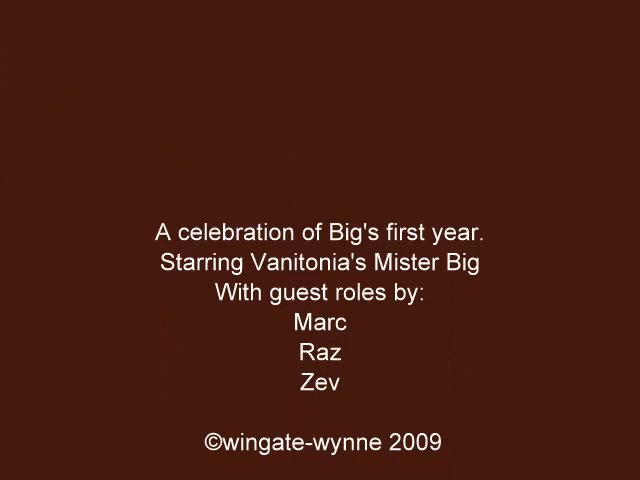 A celebration of Big's first year.
Starring Vanitonia's Mister Big
With guest roles by:
Marc
Raz
Zev
©wingate-wynne 2009